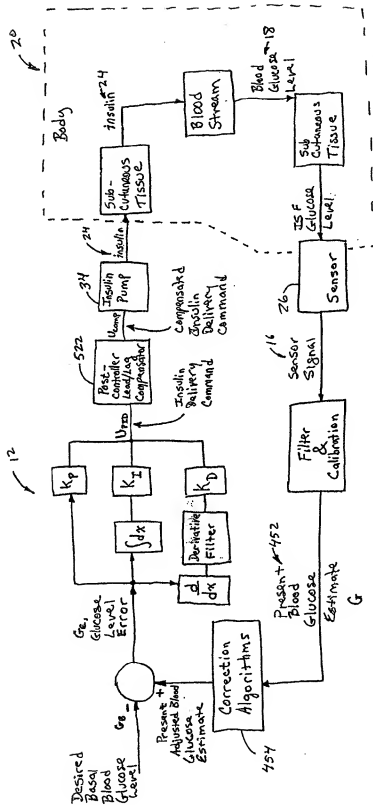 20
12
Body
Desired
Basal
Blood
Glucose
Level
GB -
+
GE, Glucose
Level
Error
KP
∫dx
KI
d
dx
Derivative
Filter
KD
UPID
Insulin
Delivery
Command
522
Post-
Controller
Lead/Lag
Compensator
Ucomp
Compensated
Insulin
Delivery
Command
34
Insulin
Pump
24
insulin
Sub-
Cutaneous
Tissue
insulin
24
Blood
Stream
Blood
Glucose
Level
18
Sub
Cutaneous
Tissue
ISF
Glucose
Level
26
Sensor
16
Sensor
Signal
Filter
&
Calibration
Present
Blood
Glucose
Estimate
G
452
Correction
Algorithms
454
Present
Adjusted Blood
Glucose
Estimate